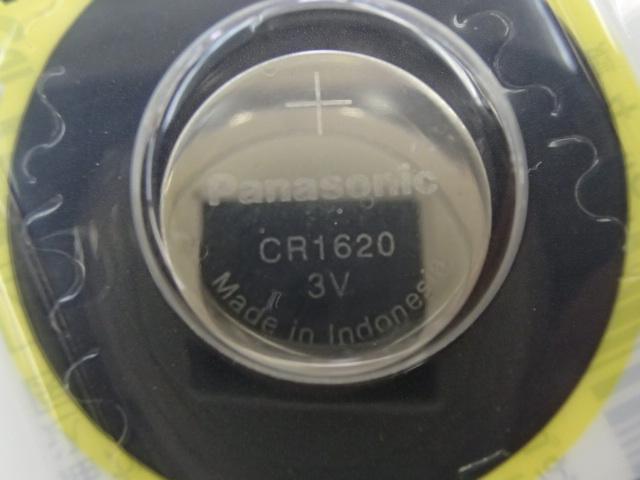 +
Panasonic
CR1620
3V
Made in Indonesia